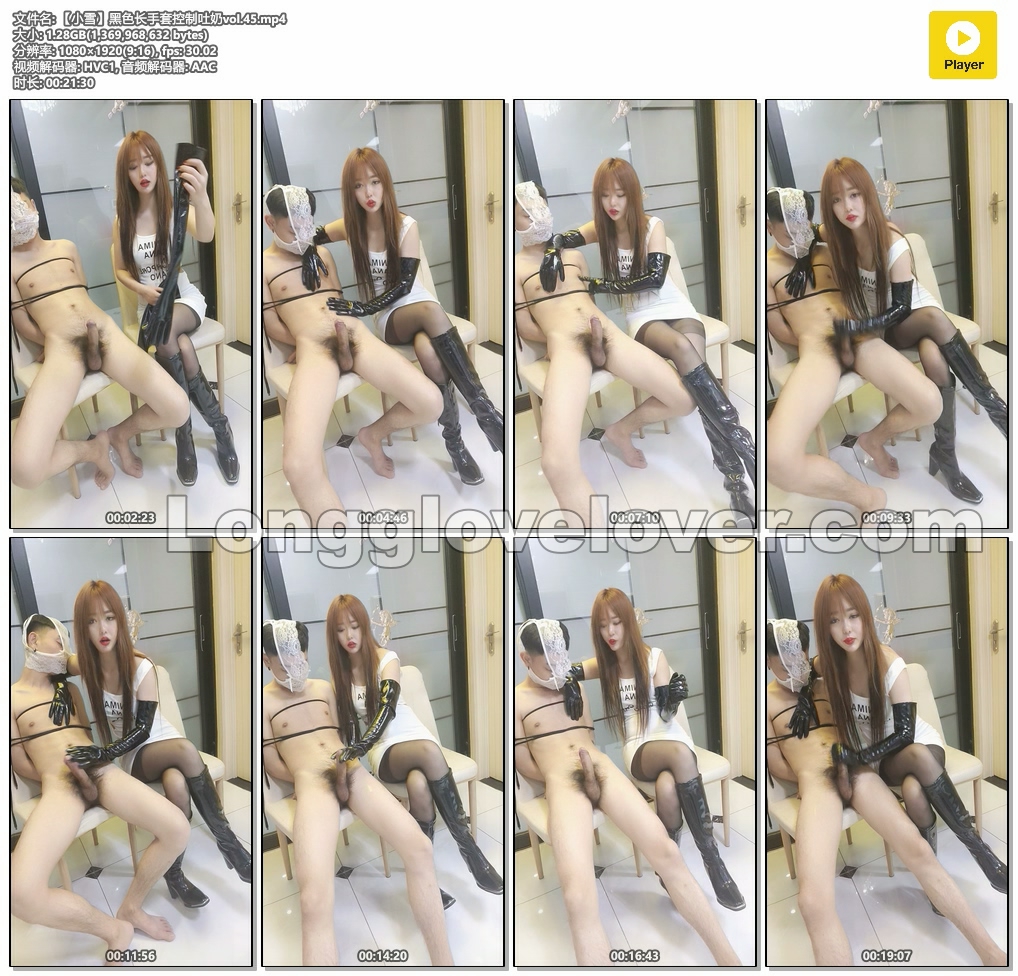 文件名: 【小雪】黑色长手套控制吐奶vol.45.mp4
大小: 1.28GB(1,369,968,632 bytes)
分辨率: 1080×1920(9:16), fps: 30.02
视频解码器: HVC1, 音频解码器: AAC
时长: 00:21:30
Player
00:02:23
00:04:46
00:07:10
00:09:33
Longglovelover.com
00:11:56
00:14:20
00:16:43
00:19:07